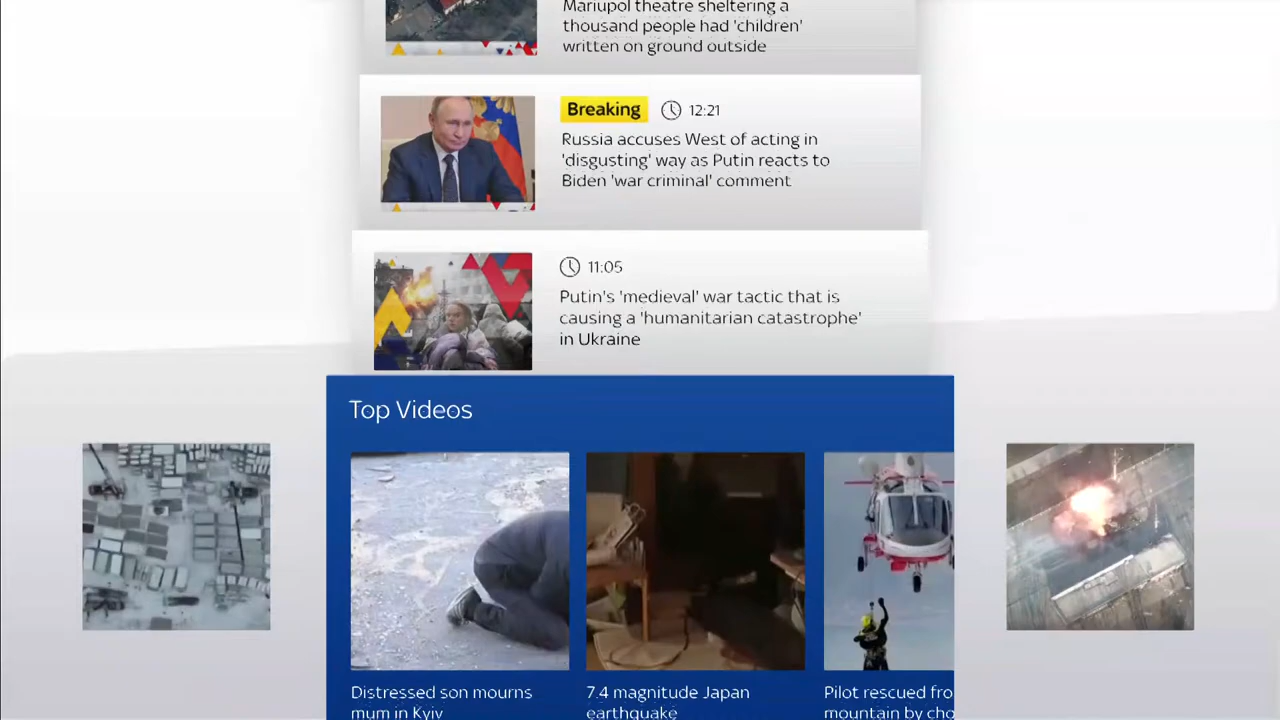 Mariupol theatre sheltering a
thousand people had 'children'
written on ground outside
Breaking 12:21
Russia accuses West of acting in
'disgusting' way as Putin reacts to
Biden 'war criminal' comment
11:05
Putin's 'medieval' war tactic that is
causing a 'humanitarian catastrophe'
in Ukraine
Top Videos
Distressed son mourns
mum in Kyiv
7.4 magnitude Japan
earthquake
Pilot rescued fro
mountain by cho